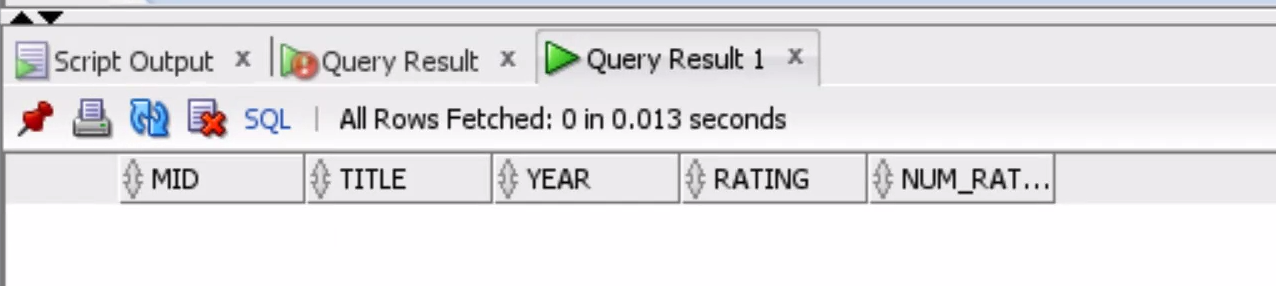 Script Output x Query Result x Query Result 1 x
SQL | All Rows Fetched: 0 in 0.013 seconds
MID TITLE YEAR RATING NUM_RAT...